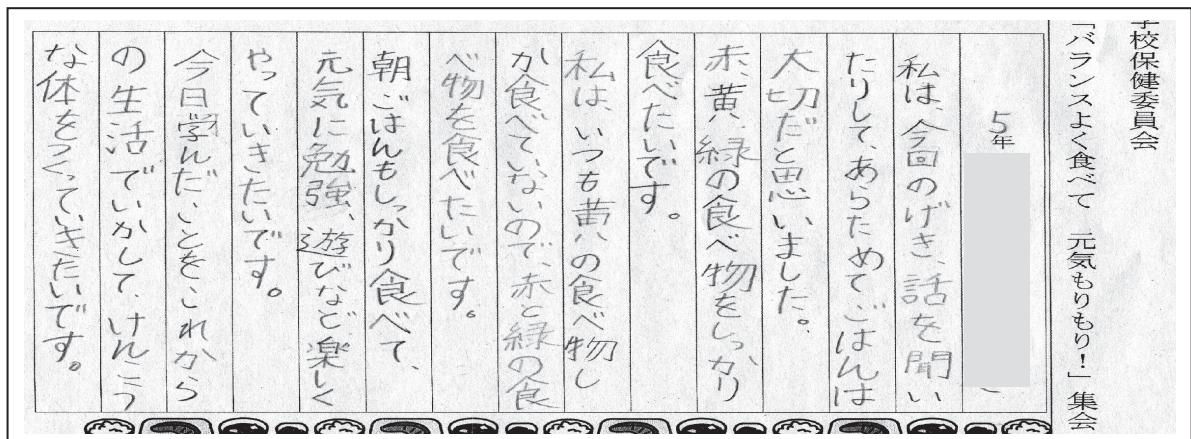 学校保健委員会
「バランスよく食べて 元気もりもり！」集会
5年
私は、今回のげき、話を聞い
たりして、あらためてごはんは
大切だと思いました。
赤、黄、緑の食べ物をしっかり
食べたいです。
私は、いつも黄の食べ物し
か食べていないので、赤と緑の食
べ物を食べたいです。
朝ごはんもしっかり食べて、
元気に勉強、遊びなど楽しく
やっていきたいです。
今日学んだことをこれから
の生活でいかして、けんこう
な体をつくっていきたいです。